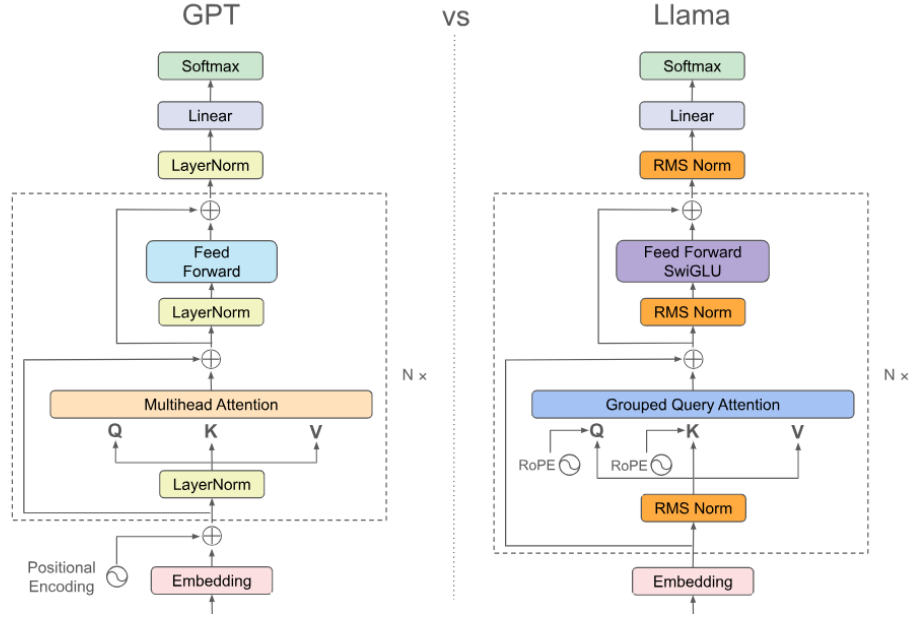 GPT
vs
Llama
Softmax
Linear
LayerNorm
Feed
Forward
LayerNorm
N ×
Multihead Attention
Q K V
LayerNorm
Positional
Encoding
Embedding
Softmax
Linear
RMS Norm
Feed Forward
SwiGLU
RMS Norm
N ×
Grouped Query Attention
Q K V
RoPE RoPE
RMS Norm
Embedding